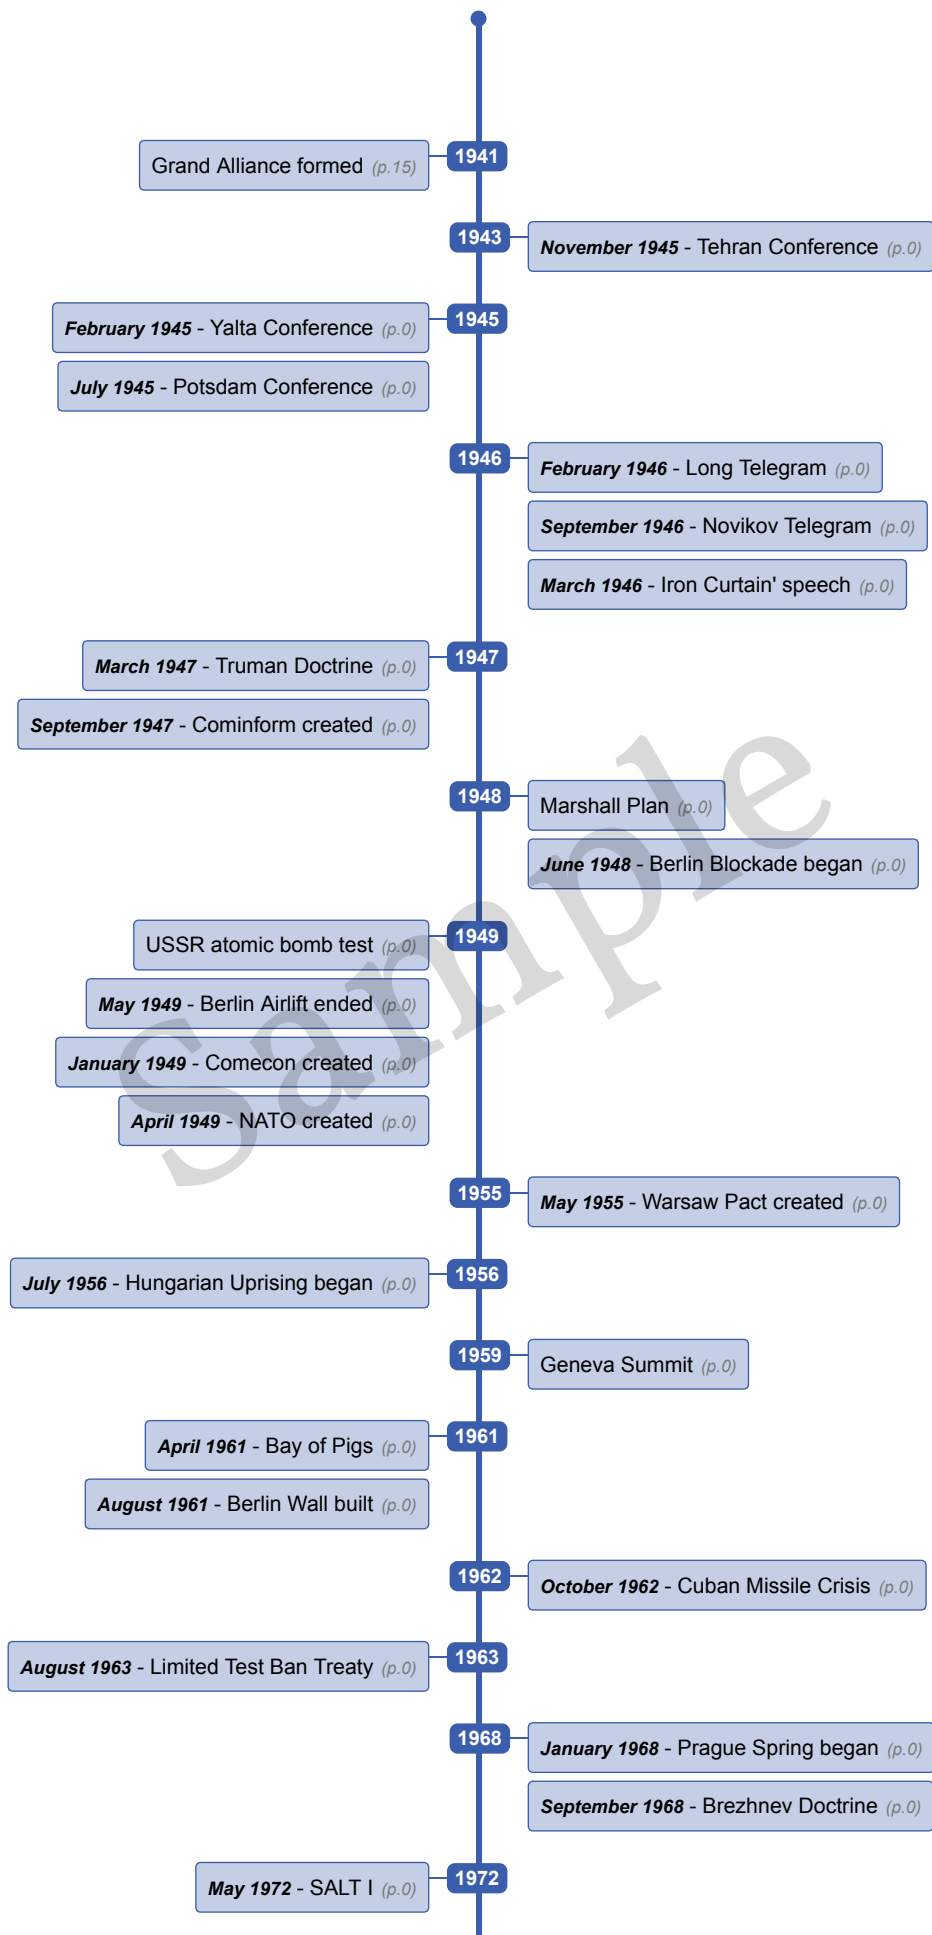 1941
Grand Alliance formed (p.15)
1943
November 1945 - Tehran Conference (p.0)
1945
February 1945 - Yalta Conference (p.0)
July 1945 - Potsdam Conference (p.0)
1946
February 1946 - Long Telegram (p.0)
September 1946 - Novikov Telegram (p.0)
March 1946 - Iron Curtain' speech (p.0)
1947
March 1947 - Truman Doctrine (p.0)
September 1947 - Cominform created (p.0)
1948
Marshall Plan (p.0)
June 1948 - Berlin Blockade began (p.0)
1949
USSR atomic bomb test (p.0)
May 1949 - Berlin Airlift ended (p.0)
January 1949 - Comecon created (p.0)
April 1949 - NATO created (p.0)
1955
May 1955 - Warsaw Pact created (p.0)
1956
July 1956 - Hungarian Uprising began (p.0)
1959
Geneva Summit (p.0)
1961
April 1961 - Bay of Pigs (p.0)
August 1961 - Berlin Wall built (p.0)
1962
October 1962 - Cuban Missile Crisis (p.0)
1963
August 1963 - Limited Test Ban Treaty (p.0)
1968
January 1968 - Prague Spring began (p.0)
September 1968 - Brezhnev Doctrine (p.0)
1972
May 1972 - SALT I (p.0)
Sample